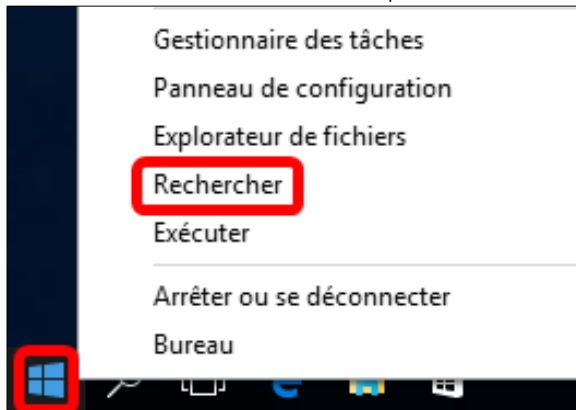 Gestionnaire des tâches
Panneau de configuration
Explorateur de fichiers
Rechercher
Exécuter
Arrêter ou se déconnecter
Bureau